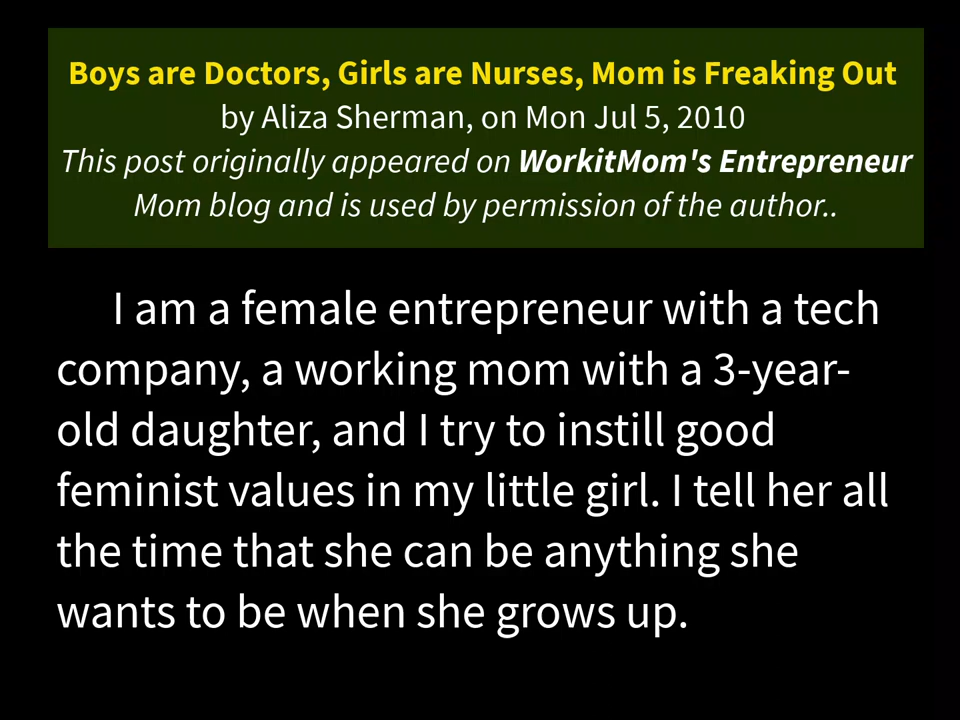 Boys are Doctors, Girls are Nurses, Mom is Freaking Out
by Aliza Sherman, on Mon Jul 5, 2010
This post originally appeared on WorkitMom's Entrepreneur
Mom blog and is used by permission of the author..
I am a female entrepreneur with a tech
company, a working mom with a 3-year-
old daughter, and I try to instill good
feminist values in my little girl. I tell her all
the time that she can be anything she
wants to be when she grows up.